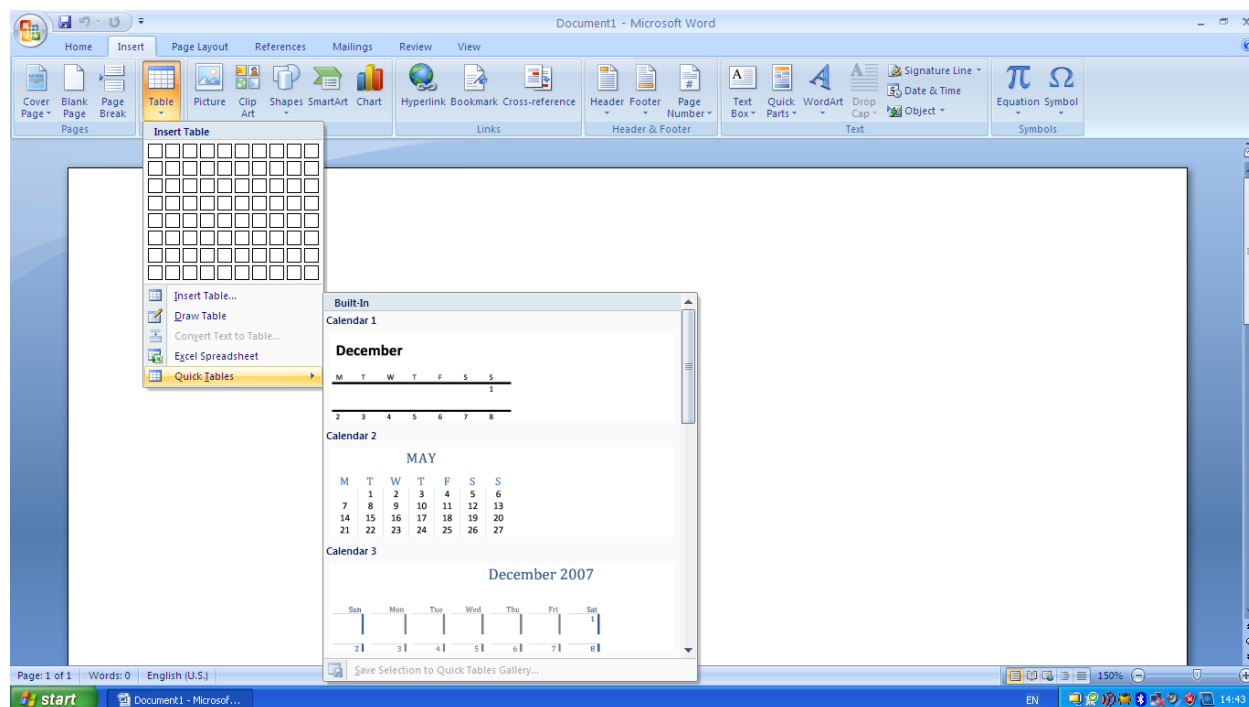 Document1 - Microsoft Word
Home Insert Page Layout References Mailings Review View
Cover Page Blank Page Page Break Table Picture Clip Art Shapes SmartArt Chart Hyperlink Bookmark Cross-reference Header Footer Page Number Text Box Quick Parts WordArt Drop Cap Signature Line Date & Time Object Equation Symbol
Pages Links Header & Footer Text Symbols
Insert Table
Insert Table...
Draw Table
Convert Text to Table...
Excel Spreadsheet
Quick Tables
Built-In
Calendar 1
December
M T W T F S S
1
2 3 4 5 6 7 8
Calendar 2
MAY
M T W T F S S
1 2 3 4 5 6
7 8 9 10 11 12 13
14 15 16 17 18 19 20
21 22 23 24 25 26 27
Calendar 3
December 2007
Sun Mon Tue Wed Thu Fri Sat
1
2 3 4 5 6 7 8
Save Selection to Quick Tables Gallery...
Page: 1 of 1 Words: 0 English (U.S.) 150%
start Document1 - Microsof... EN 14:43